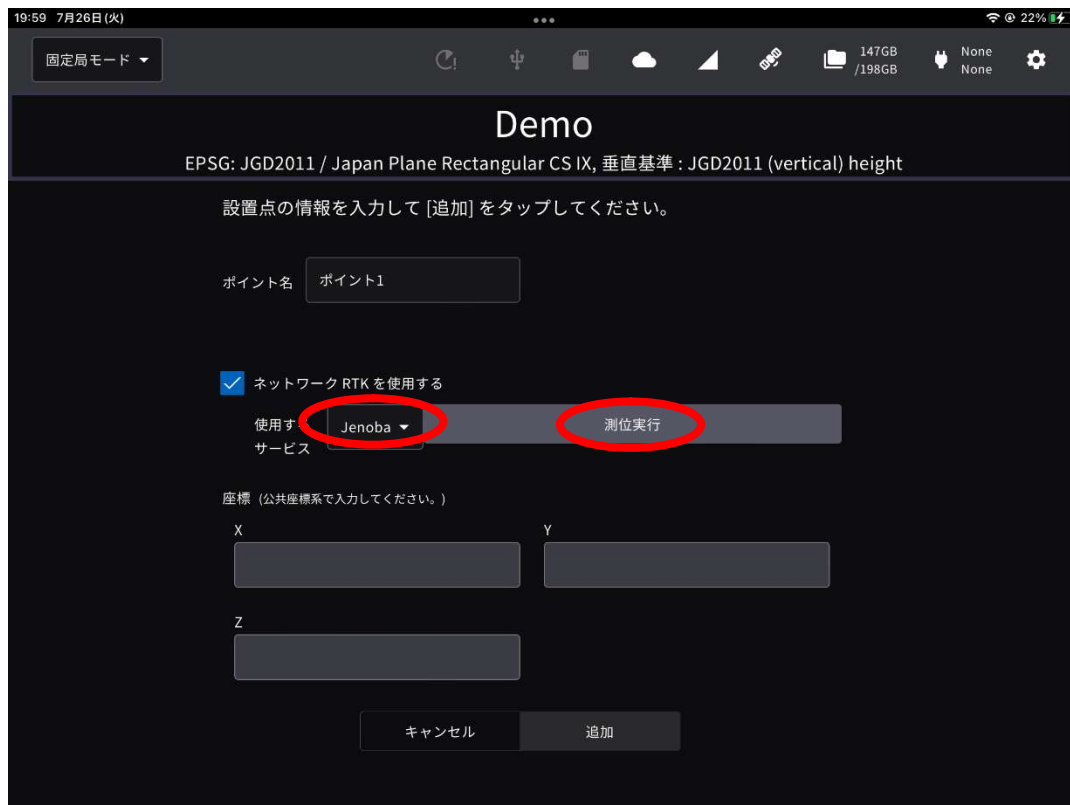 19:59 7月26日(火)
22%
固定局モード
147GB
/198GB
None
None
Demo
EPSG: JGD2011 / Japan Plane Rectangular CS IX, 垂直基準 : JGD2011 (vertical) height
設置点の情報を入力して [追加] をタップしてください。
ポイント名
ポイント1
ネットワーク RTK を使用する
使用す
サービス
Jenoba
測位実行
座標 (公共座標系で入力してください。)
X
Y
Z
キャンセル
追加